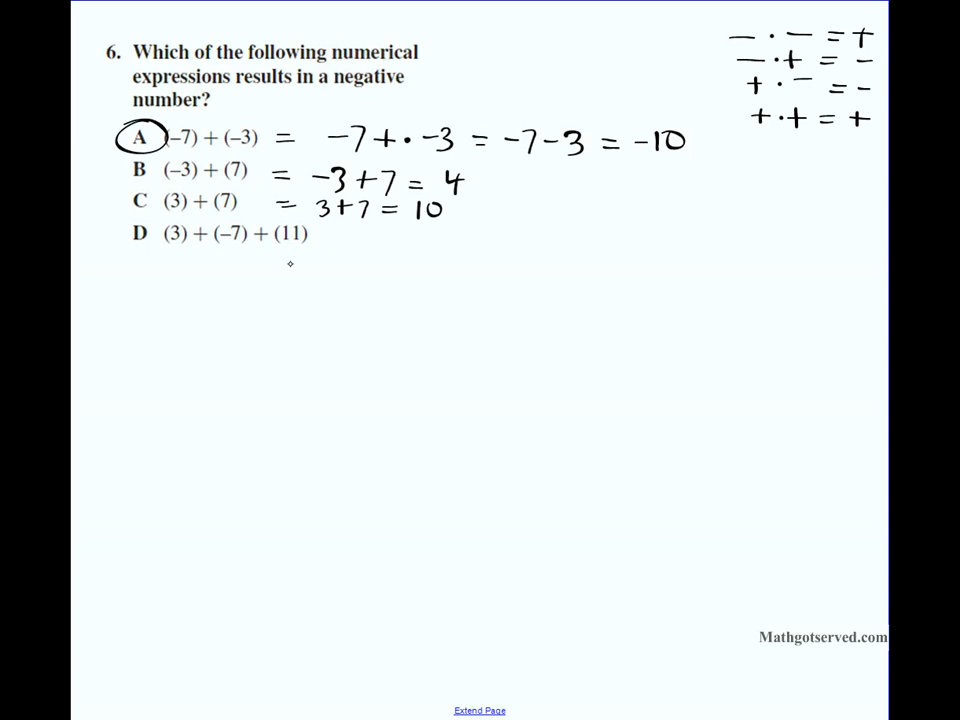 6. Which of the following numerical
expressions results in a negative
number?
A (–7) + (–3) = -7 + · -3 = -7 - 3 = -10
B (–3) + (7) = -3 + 7 = 4
C (3) + (7) = 3 + 7 = 10
D (3) + (–7) + (11)
- · - = +
- · + = -
+ · - = -
+ · + = +
Mathgotserved.com
Extend Page